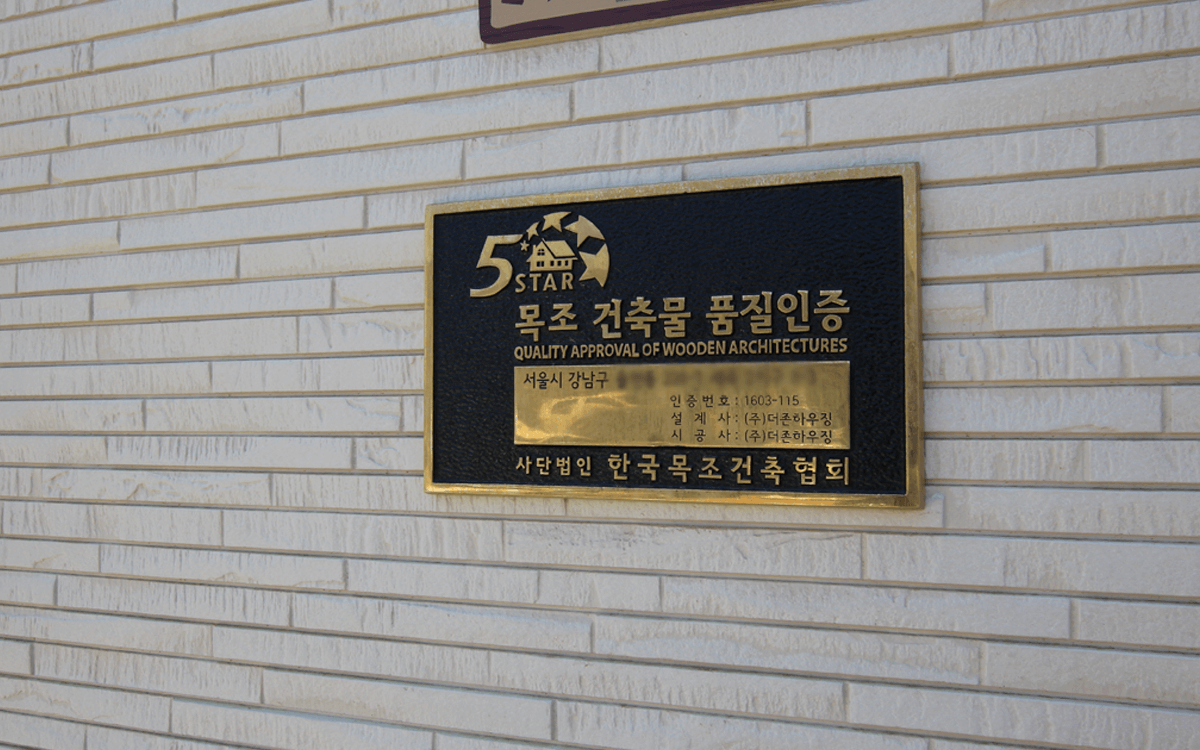 5 STAR
목조 건축물 품질인증
QUALITY APPROVAL OF WOODEN ARCHITECTURES
서울시 강남구
인증번호 : 1603-115
설 계 사 : (주)더존하우징
시 공 사 : (주)더존하우징
사단법인 한국목조건축협회